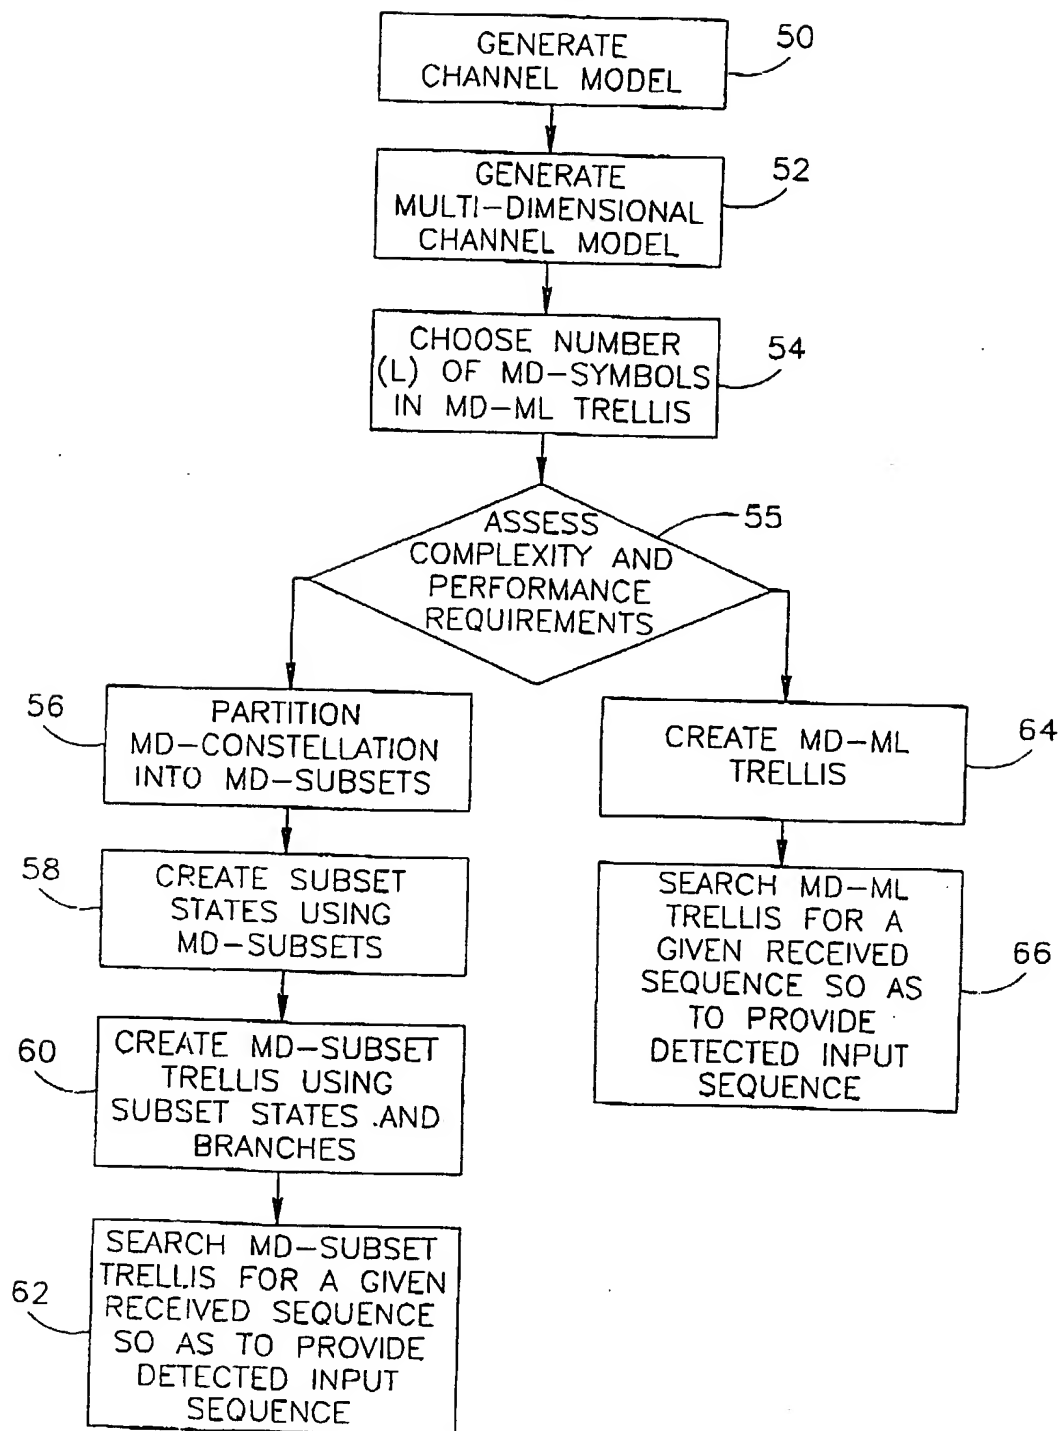 GENERATE
CHANNEL MODEL
50
GENERATE
MULTI-DIMENSIONAL
CHANNEL MODEL
52
CHOOSE NUMBER
(L) OF MD-SYMBOLS
IN MD-ML TRELLIS
54
ASSESS
COMPLEXITY AND
PERFORMANCE
REQUIREMENTS
55
56
PARTITION
MD-CONSTELLATION
INTO MD-SUBSETS
58
CREATE SUBSET
STATES USING
MD-SUBSETS
60
CREATE MD-SUBSET
TRELLIS USING
SUBSET STATES AND
BRANCHES
62
SEARCH MD-SUBSET
TRELLIS FOR A GIVEN
RECEIVED SEQUENCE
SO AS TO PROVIDE
DETECTED INPUT
SEQUENCE
CREATE MD-ML
TRELLIS
64
SEARCH MD-ML
TRELLIS FOR A
GIVEN RECEIVED
SEQUENCE SO AS
TO PROVIDE
DETECTED INPUT
SEQUENCE
66